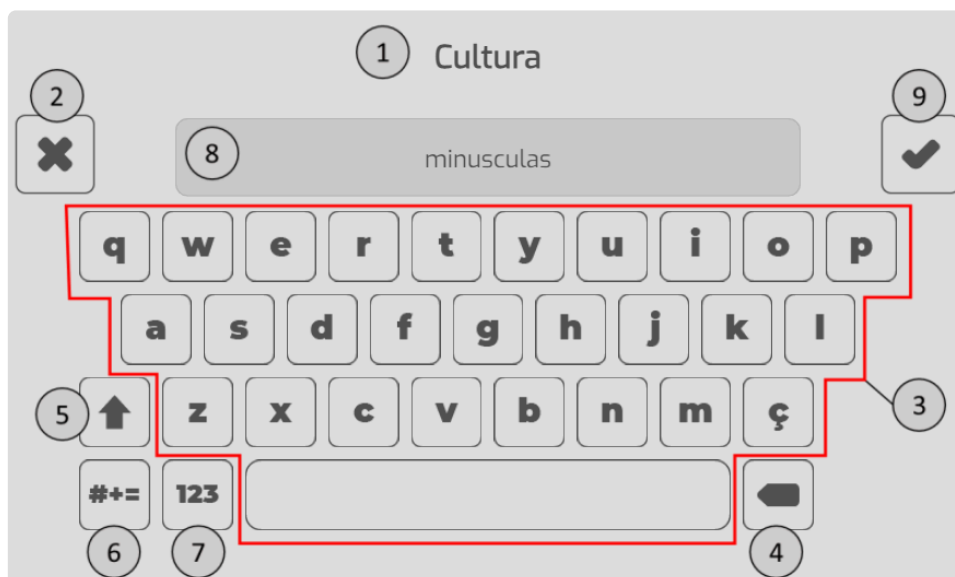 1 Cultura
2 9
8 minusculas
q w e r t y u i o p
a s d f g h j k l
5 z x c v b n m ç 3
#+= 123
6 7 4